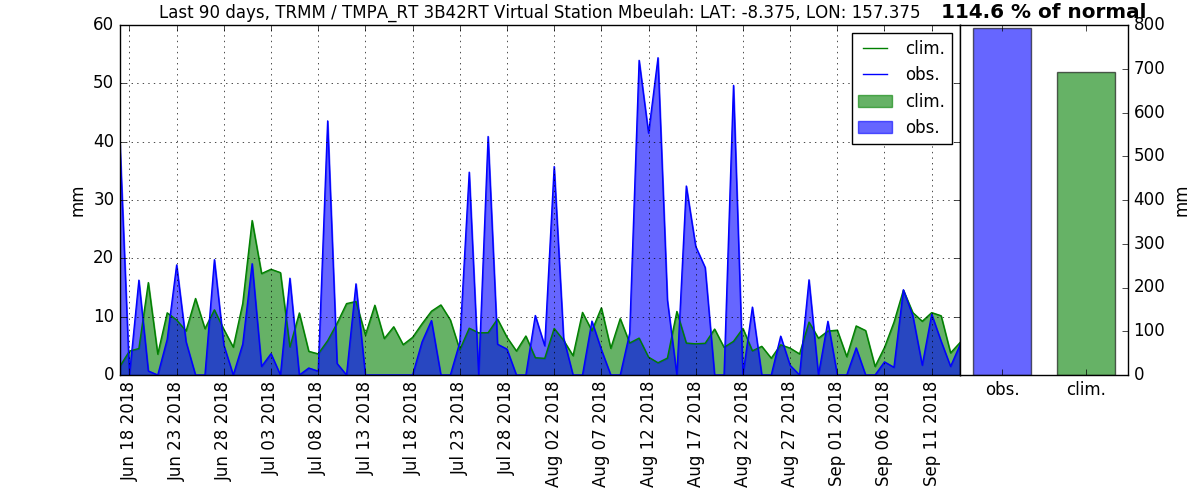 Last 90 days, TRMM / TMPA_RT 3B42RT Virtual Station Mbeulah: LAT: -8.375, LON: 157.375
114.6 % of normal
60
50
40
30
20
10
0
mm
clim.
obs.
clim.
obs.
800
700
600
500
400
300
200
100
0
mm
Jun 18 2018
Jun 23 2018
Jun 28 2018
Jul 03 2018
Jul 08 2018
Jul 13 2018
Jul 18 2018
Jul 23 2018
Jul 28 2018
Aug 02 2018
Aug 07 2018
Aug 12 2018
Aug 17 2018
Aug 22 2018
Aug 27 2018
Sep 01 2018
Sep 06 2018
Sep 11 2018
obs.
clim.